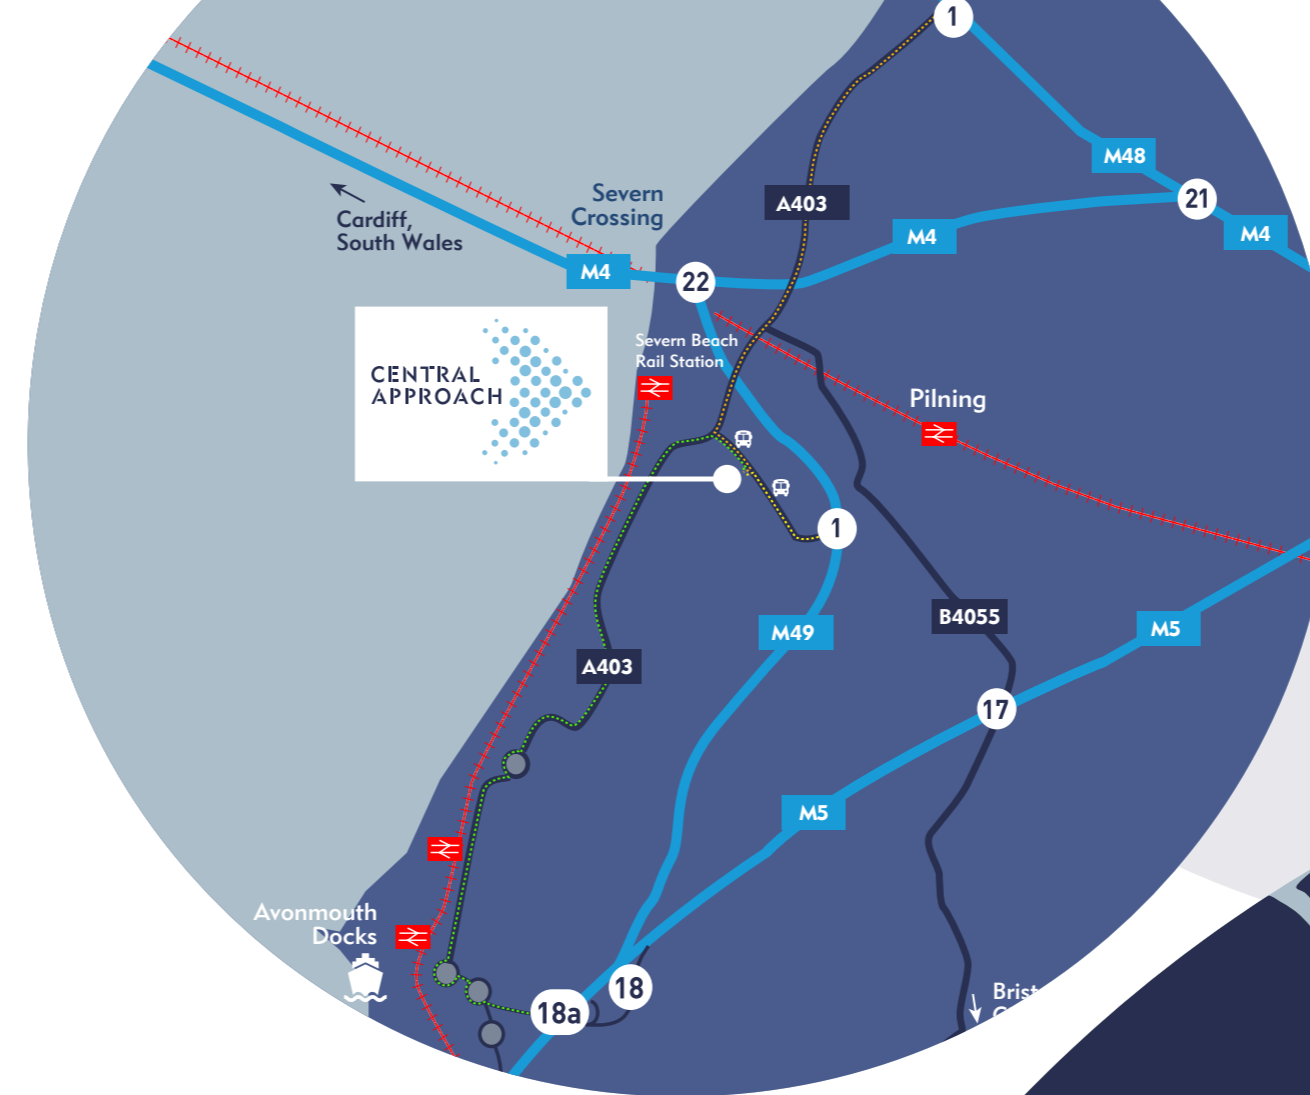 1
M48
Severn
Crossing
A403
21
Cardiff,
South Wales
M4
M4
M4
22
Severn Beach
Rail Station
CENTRAL
APPROACH
Pilning
1
B4055
M49
M5
A403
17
M5
Avonmouth
Docks
18
18a